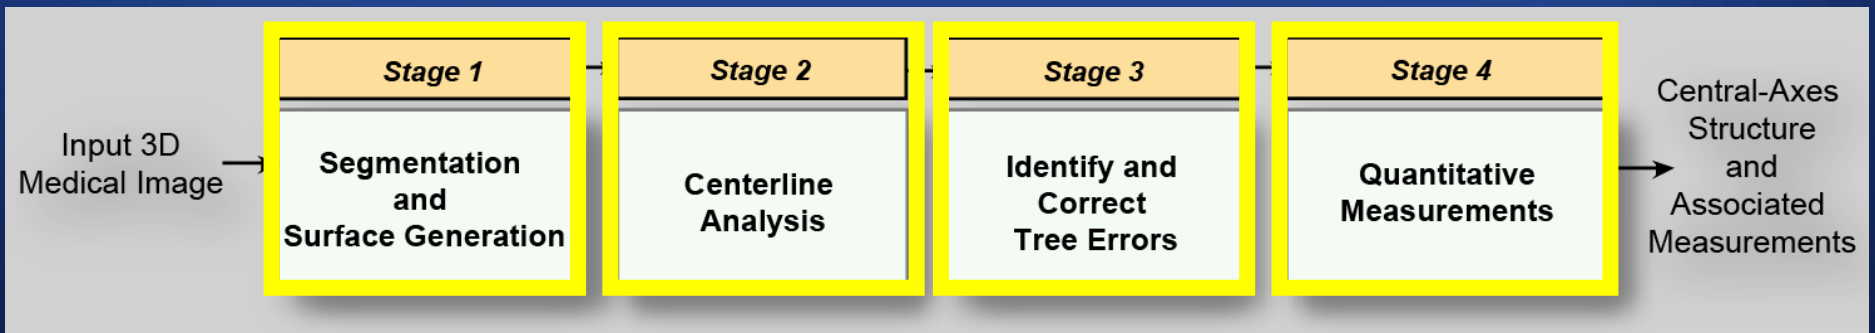 Input 3D
Medical Image
Stage 1
Segmentation
and
Surface Generation
Stage 2
Centerline
Analysis
Stage 3
Identify and
Correct
Tree Errors
Stage 4
Quantitative
Measurements
Central-Axes
Structure
and
Associated
Measurements